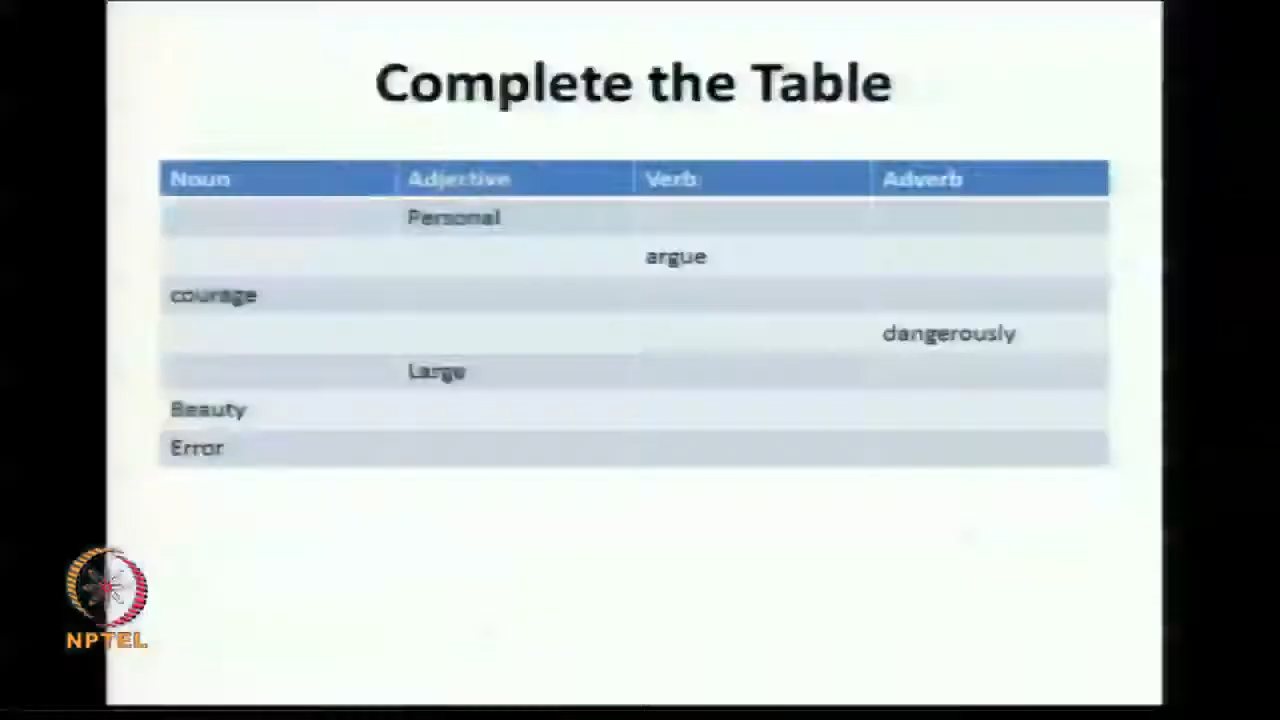 Complete the Table
Noun Adjective Verb Adverb
Personal
argue
courage
dangerously
Large
Beauty
Error
NPTEL